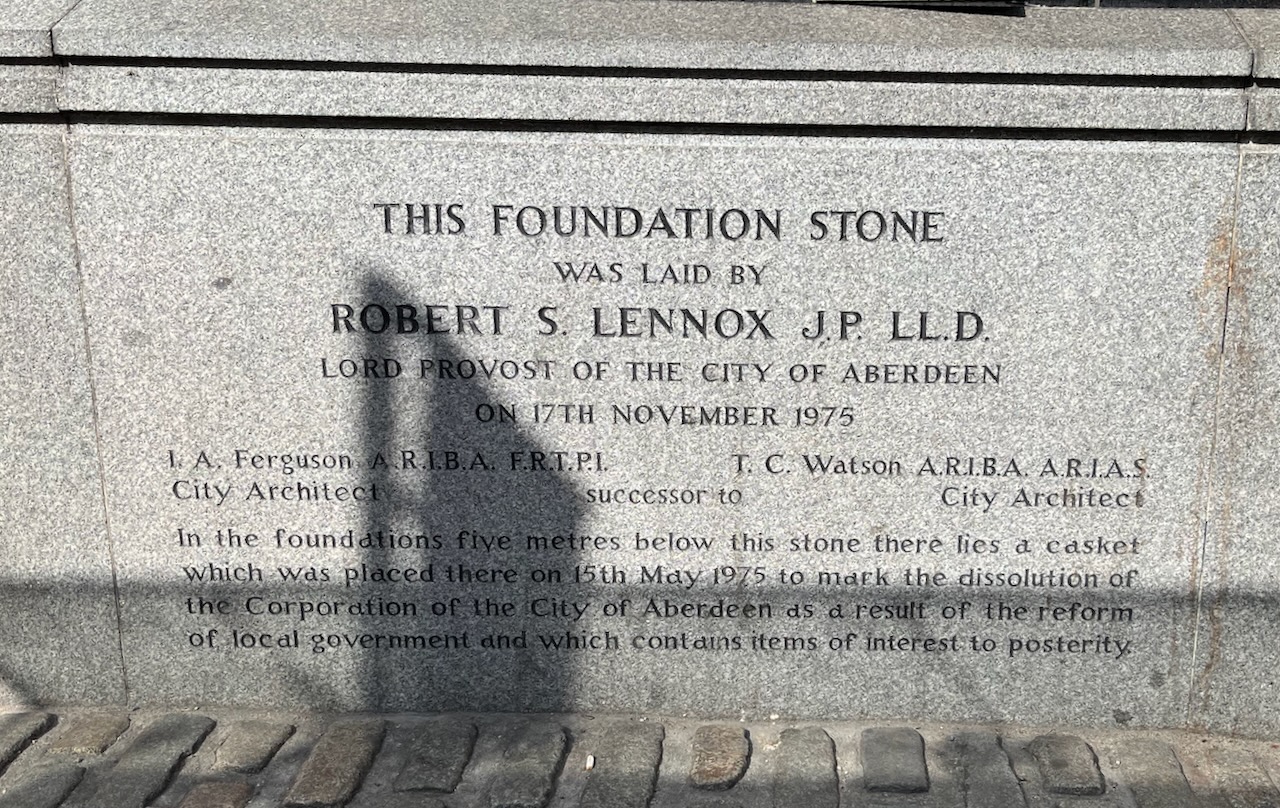 THIS FOUNDATION STONE
WAS LAID BY
ROBERT S. LENNOX J.P. LL.D.
LORD PROVOST OF THE CITY OF ABERDEEN
ON 17TH NOVEMBER 1975
I. A. Ferguson A.R.I.B.A. F.R.T.P.I. T. C. Watson A.R.I.B.A. A.R.I.A.S.
City Architect successor to City Architect
In the foundations five metres below this stone there lies a casket
which was placed there on 15th May 1975 to mark the dissolution of
the Corporation of the City of Aberdeen as a result of the reform
of local government and which contains items of interest to posterity.